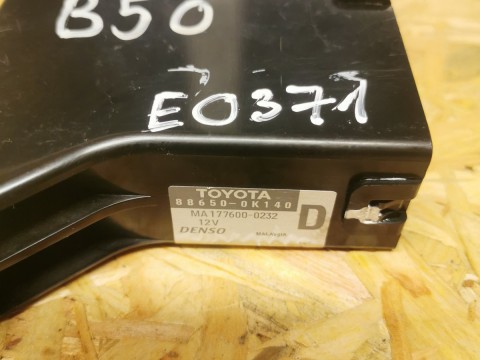 B50
E0371
TOYOTA
88650-0K140
MA177600-0232
12V
DENSO
D